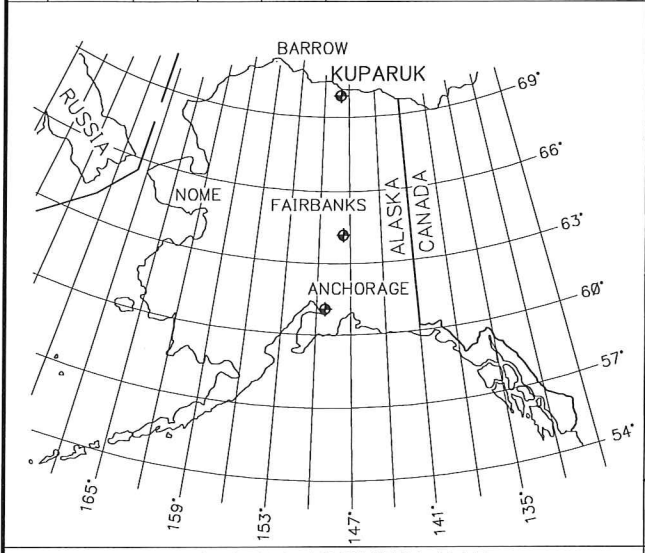 BARROW
KUPARUK
69°
RUSSIA
66°
NOME
FAIRBANKS
ALASKA
CANADA
63°
ANCHORAGE
60°
57°
54°
165°
159°
153°
147°
141°
135°